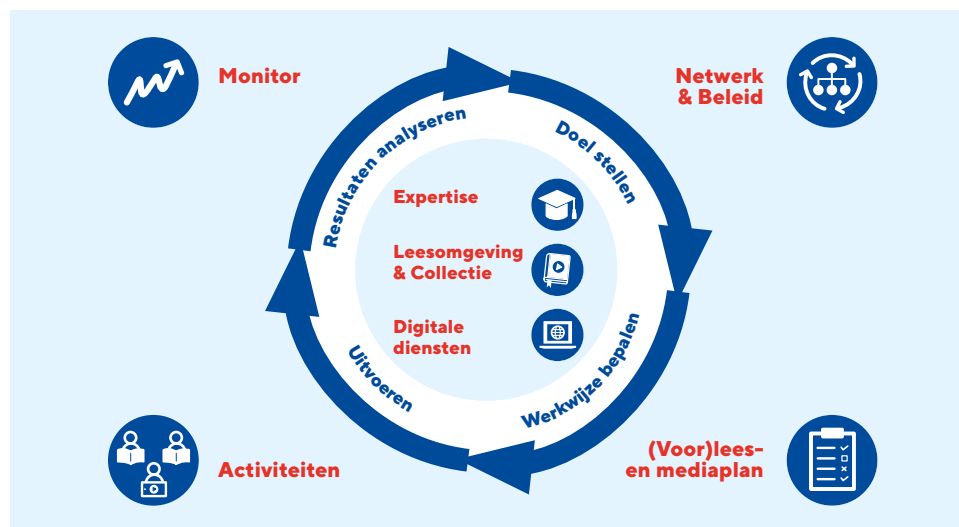 Monitor
Netwerk
& Beleid
Resultaten analyseren
Doel stellen
Expertise
Leesomgeving
& Collectie
Digitale
diensten
Uitvoeren
Werkwijze bepalen
Activiteiten
(Voor)lees-
en mediaplan